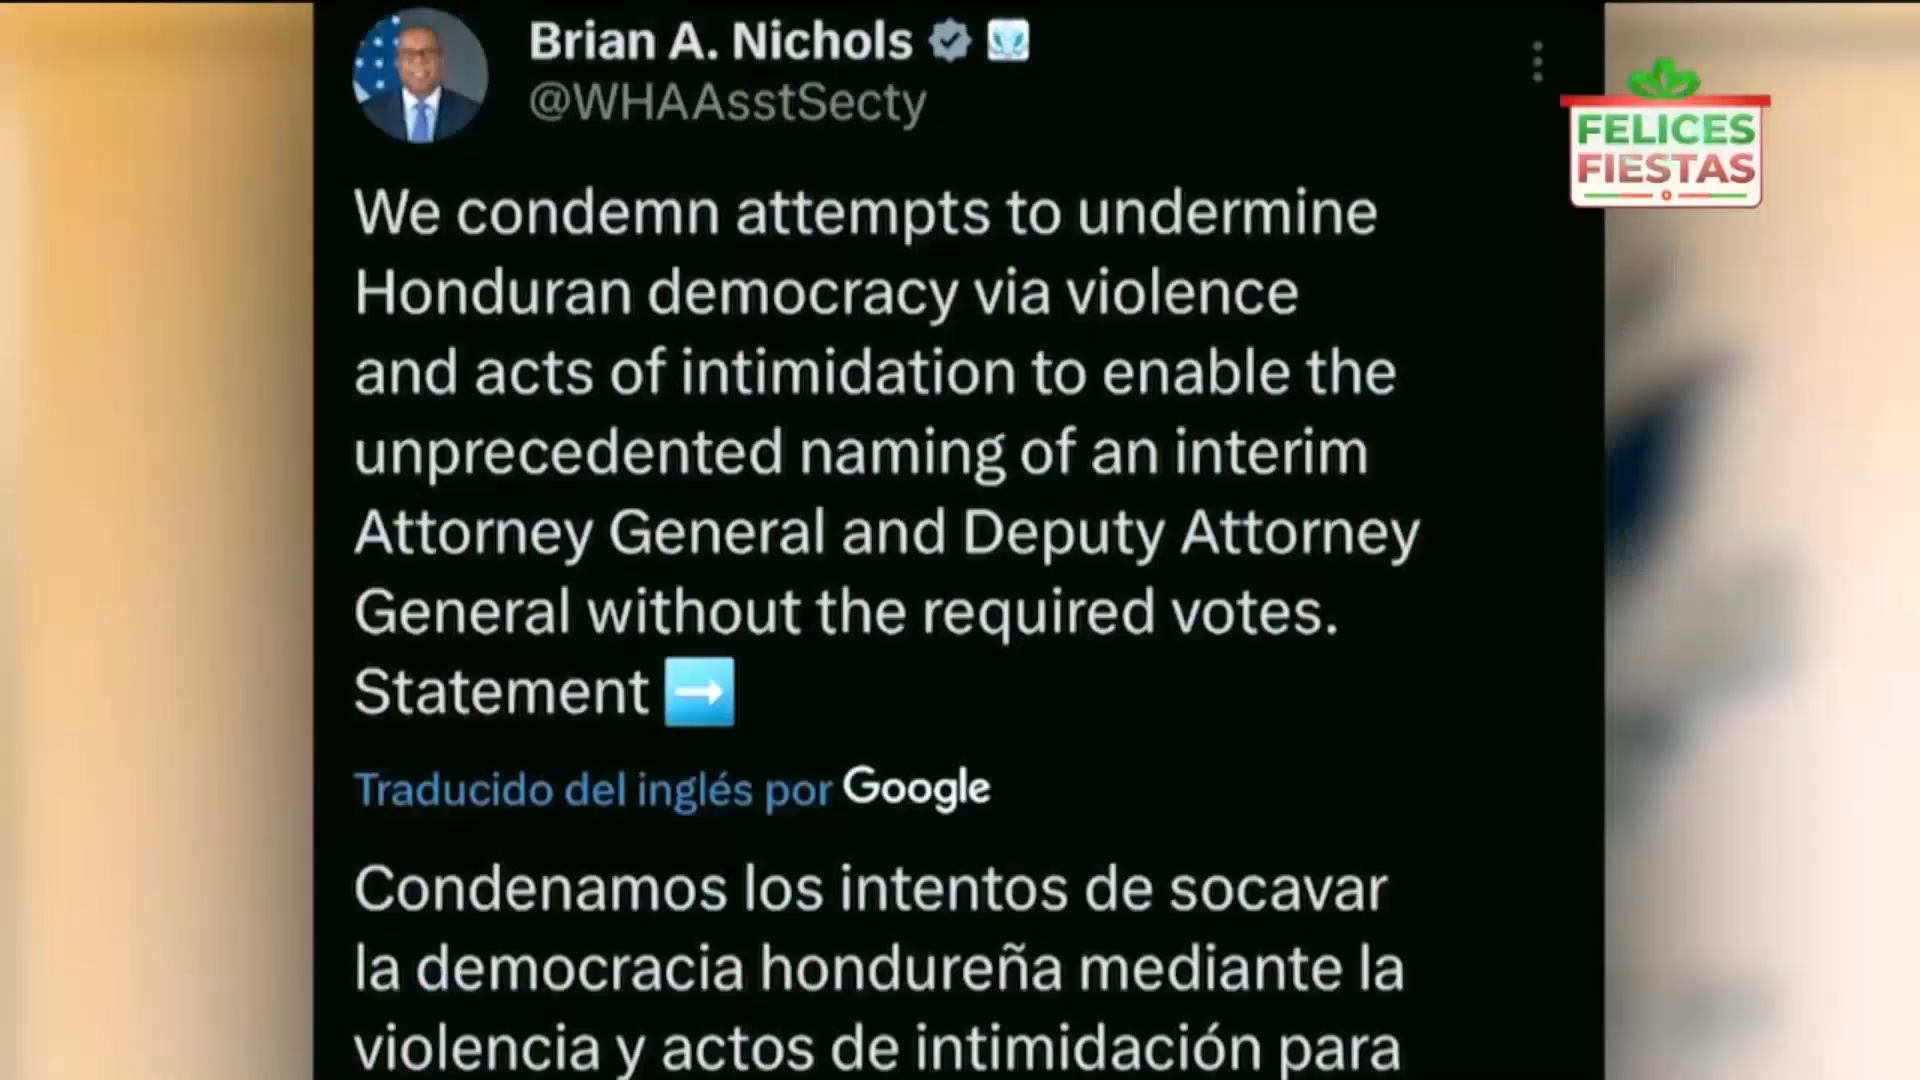 Brian A. Nichols
@WHAAsstSecty
FELICES
FIESTAS
We condemn attempts to undermine
Honduran democracy via violence
and acts of intimidation to enable the
unprecedented naming of an interim
Attorney General and Deputy Attorney
General without the required votes.
Statement ➡️
Traducido del inglés por Google
Condenamos los intentos de socavar
la democracia hondureña mediante la
violencia y actos de intimidación para